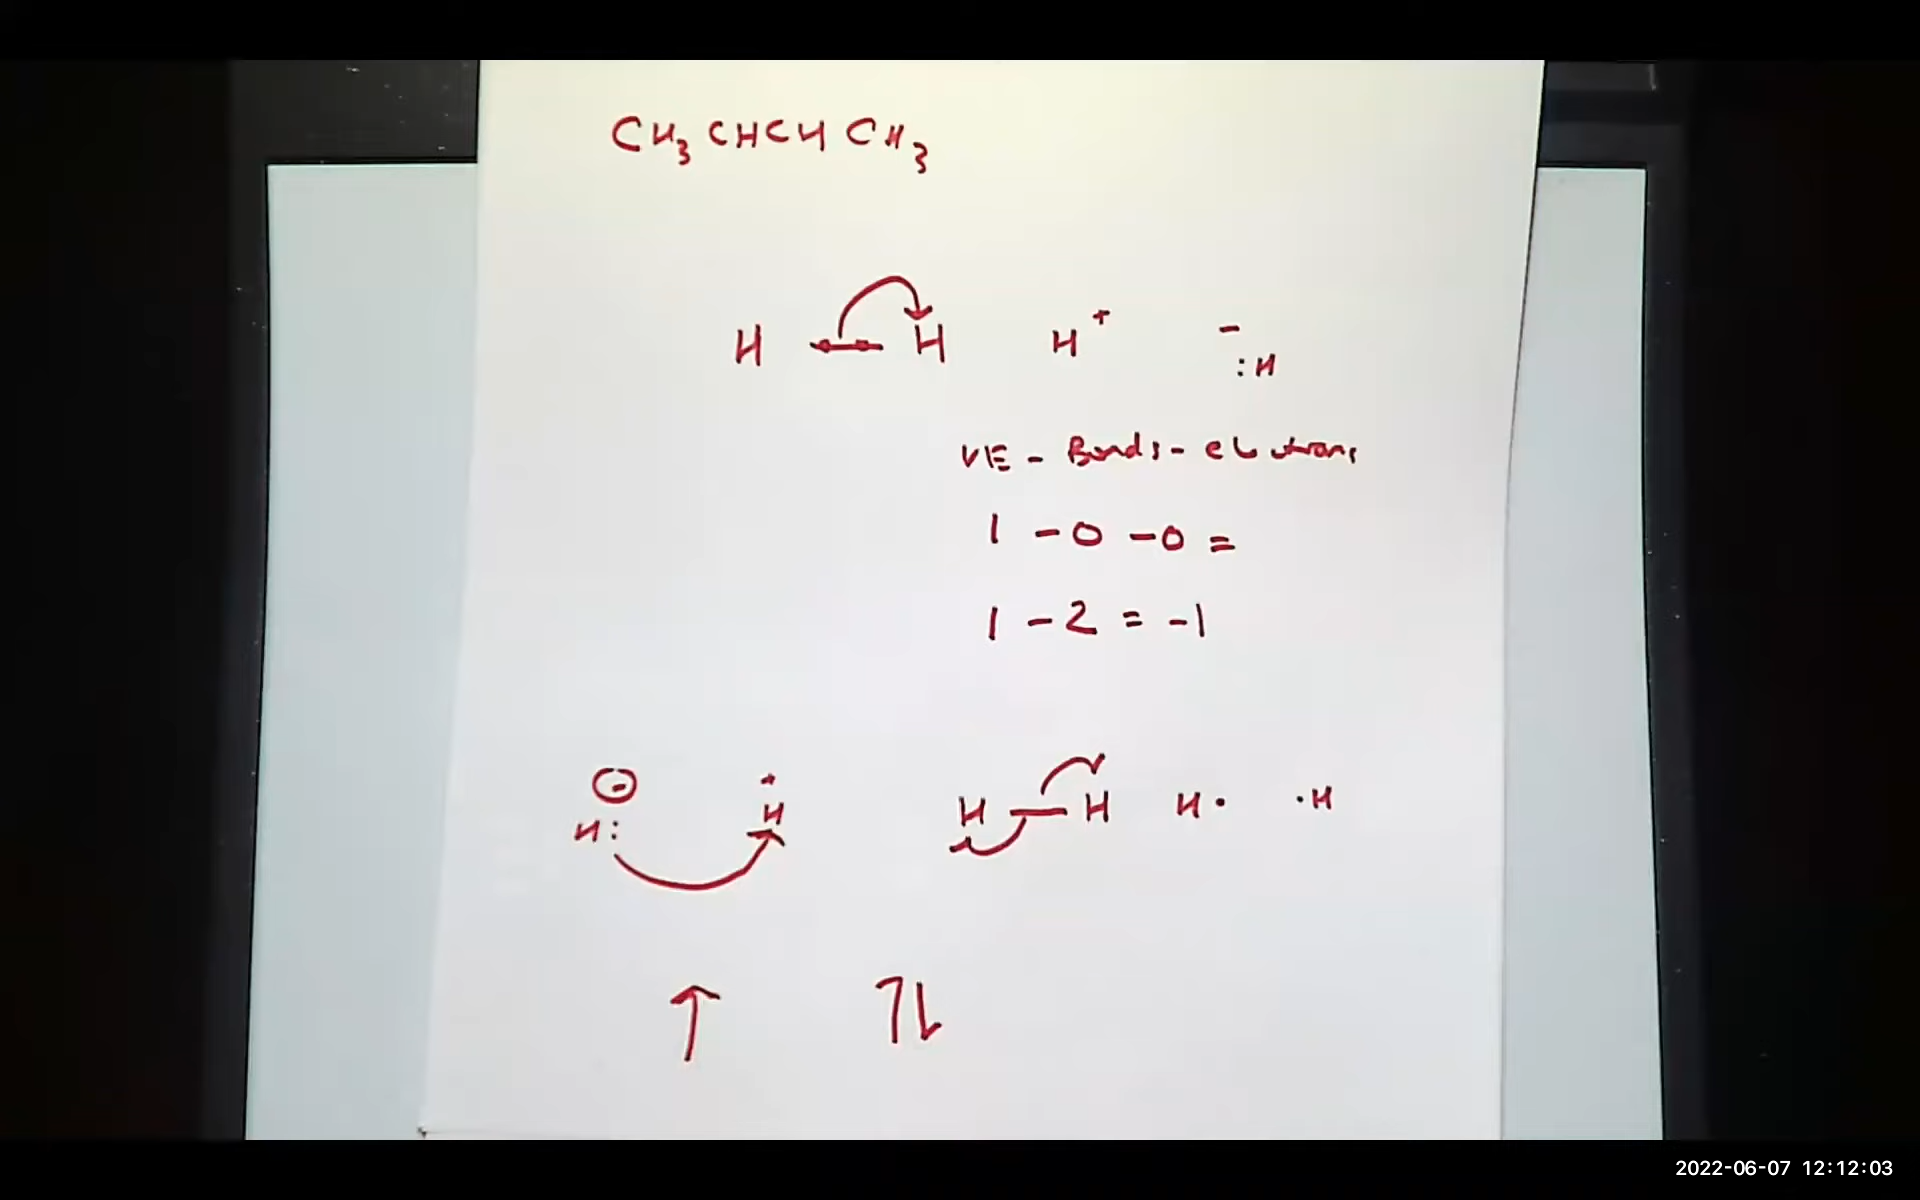 CH₃CHCHCH₃
H — H H⁺ ⁻:H
VE - Bonds - electrons
1 - 0 - 0 =
1 - 2 = -1
⊖ ⁺
H: H H — H H· ·H
↑ ↿⇂
2022-06-07 12:12:03